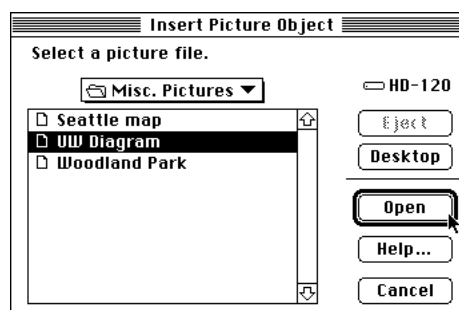 Insert Picture Object
Select a picture file.
Misc. Pictures
HD-120
Seattle map
UW Diagram
Woodland Park
Eject
Desktop
Open
Help...
Cancel